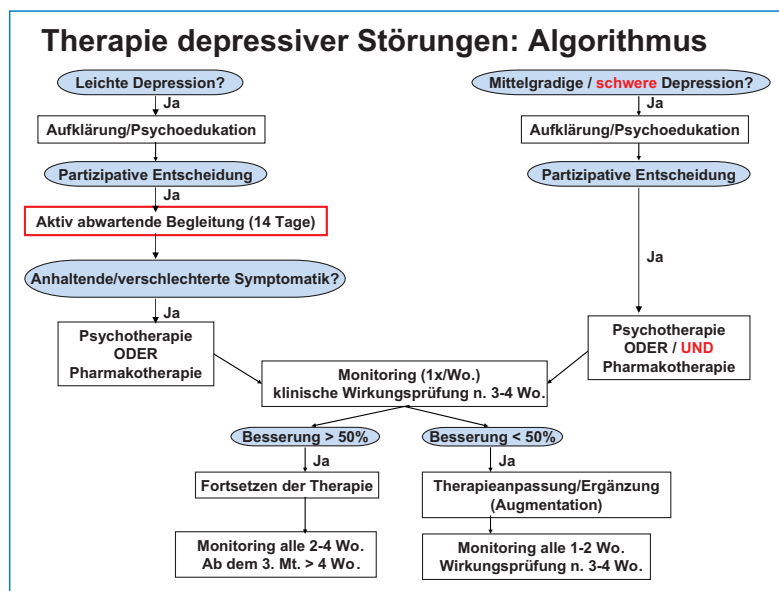 Therapie depressiver Störungen: Algorithmus
Leichte Depression?
Ja
Aufklärung/Psychoedukation
Partizipative Entscheidung
Ja
Aktiv abwartende Begleitung (14 Tage)
Anhaltende/verschlechterte Symptomatik?
Ja
Psychotherapie
ODER
Pharmakotherapie
Mittelgradige / schwere Depression?
Ja
Aufklärung/Psychoedukation
Partizipative Entscheidung
Ja
Psychotherapie
ODER / UND
Pharmakotherapie
Monitoring (1x/Wo.)
klinische Wirkungsprüfung n. 3-4 Wo.
Besserung > 50%
Ja
Fortsetzen der Therapie
Monitoring alle 2-4 Wo.
Ab dem 3. Mt. > 4 Wo.
Besserung < 50%
Ja
Therapieanpassung/Ergänzung
(Augmentation)
Monitoring alle 1-2 Wo.
Wirkungsprüfung n. 3-4 Wo.